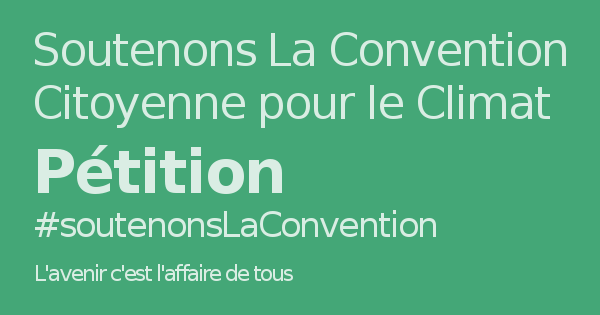 Soutenons La Convention
Citoyenne pour le Climat
Pétition
#soutenonsLaConvention
L'avenir c'est l'affaire de tous